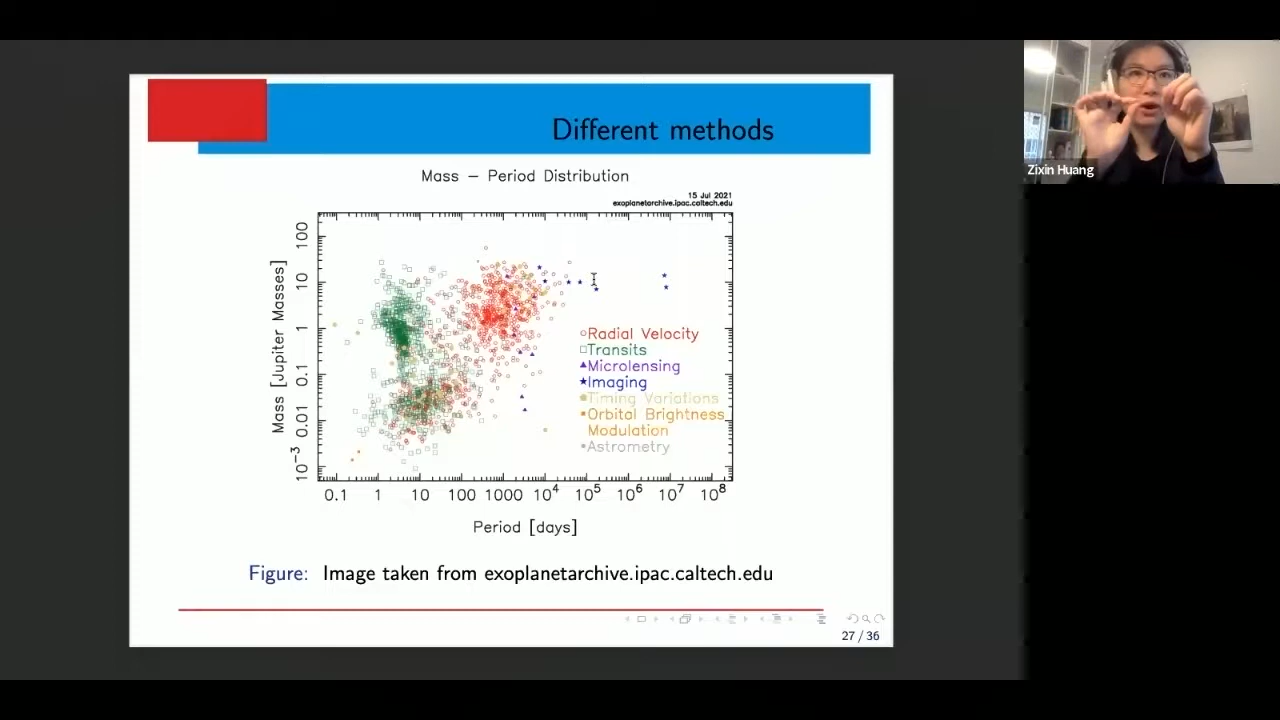 Different methods
Mass – Period Distribution
15 Jul 2021
exoplanetarchive.ipac.caltech.edu
Mass [Jupiter Masses]
100
10
1
0.1
0.01
10⁻³
Radial Velocity
Transits
Microlensing
Imaging
Timing Variations
Orbital Brightness
Modulation
Astrometry
0.1 1 10 100 1000 10⁴ 10⁵ 10⁶ 10⁷ 10⁸
Period [days]
Figure: Image taken from exoplanetarchive.ipac.caltech.edu
27 / 36
Zixin Huang